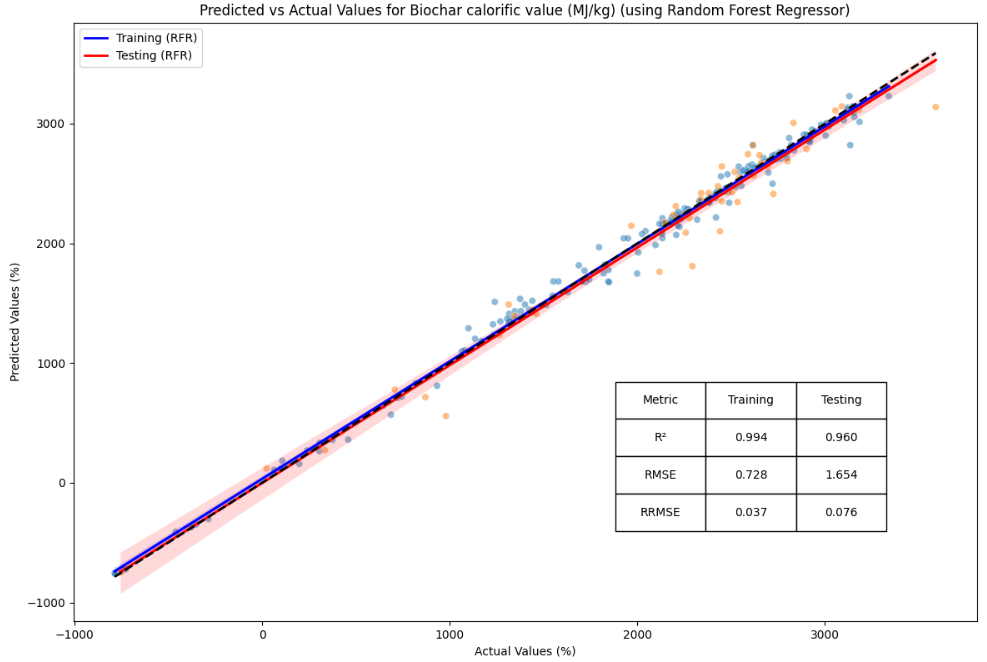 Predicted vs Actual Values for Biochar calorific value (MJ/kg) (using Random Forest Regressor)
Training (RFR)
Testing (RFR)
Predicted Values (%)
3000
2000
1000
0
−1000
Metric Training Testing
R² 0.994 0.960
RMSE 0.728 1.654
RRMSE 0.037 0.076
−1000 0 1000 2000 3000
Actual Values (%)